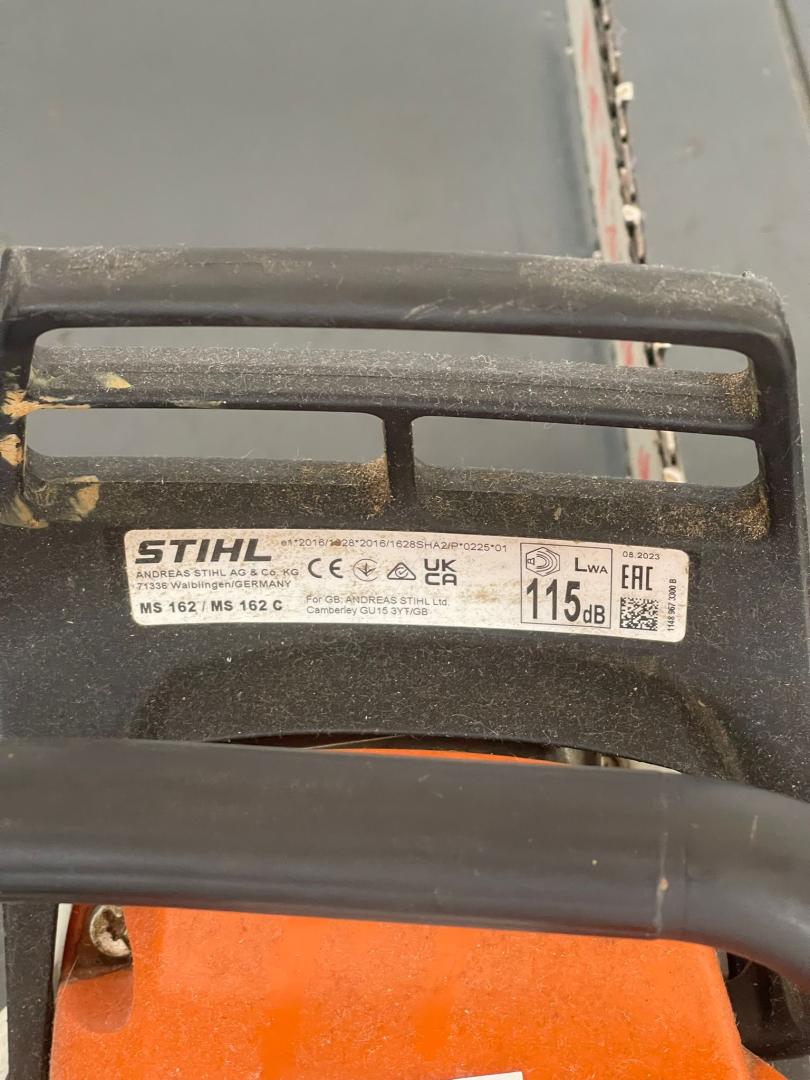 STIHL
e1*2016/1628*2016/1628SHA2/P*0225*01
ANDREAS STIHL AG & Co. KG
71336 Waiblingen/GERMANY
MS 162 / MS 162 C
CE
UK
CA
For GB: ANDREAS STIHL Ltd.
Camberley GU15 3YT/GB
LWA
115dB
08.2023
EAC
1148 967 3300 B